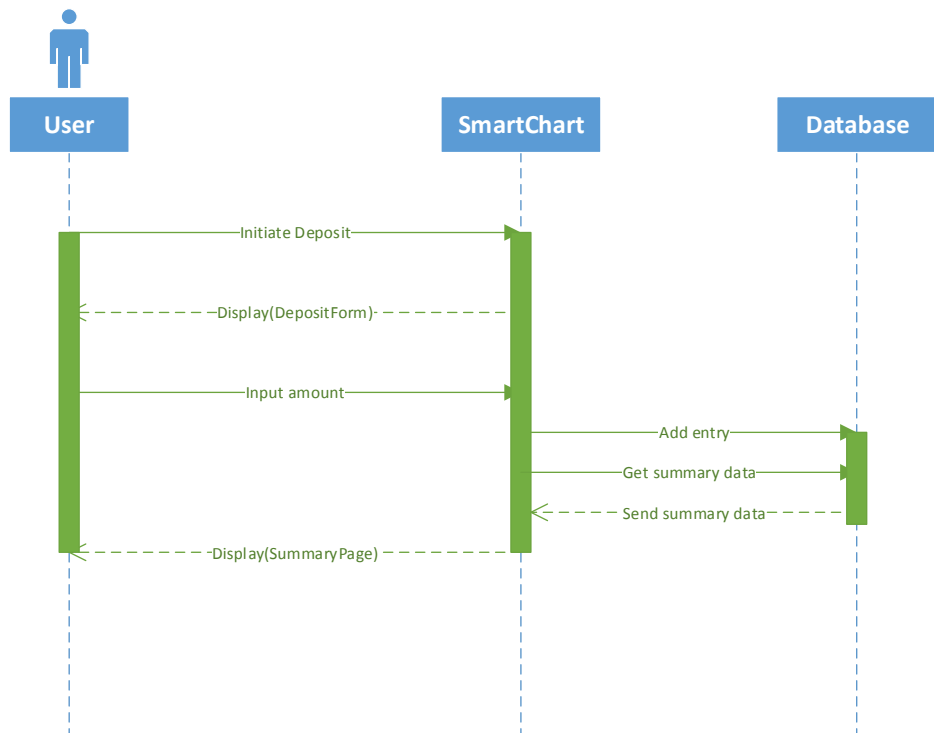 User
SmartChart
Database
Initiate Deposit
Display(DepositForm)
Input amount
Add entry
Get summary data
Send summary data
Display(SummaryPage)